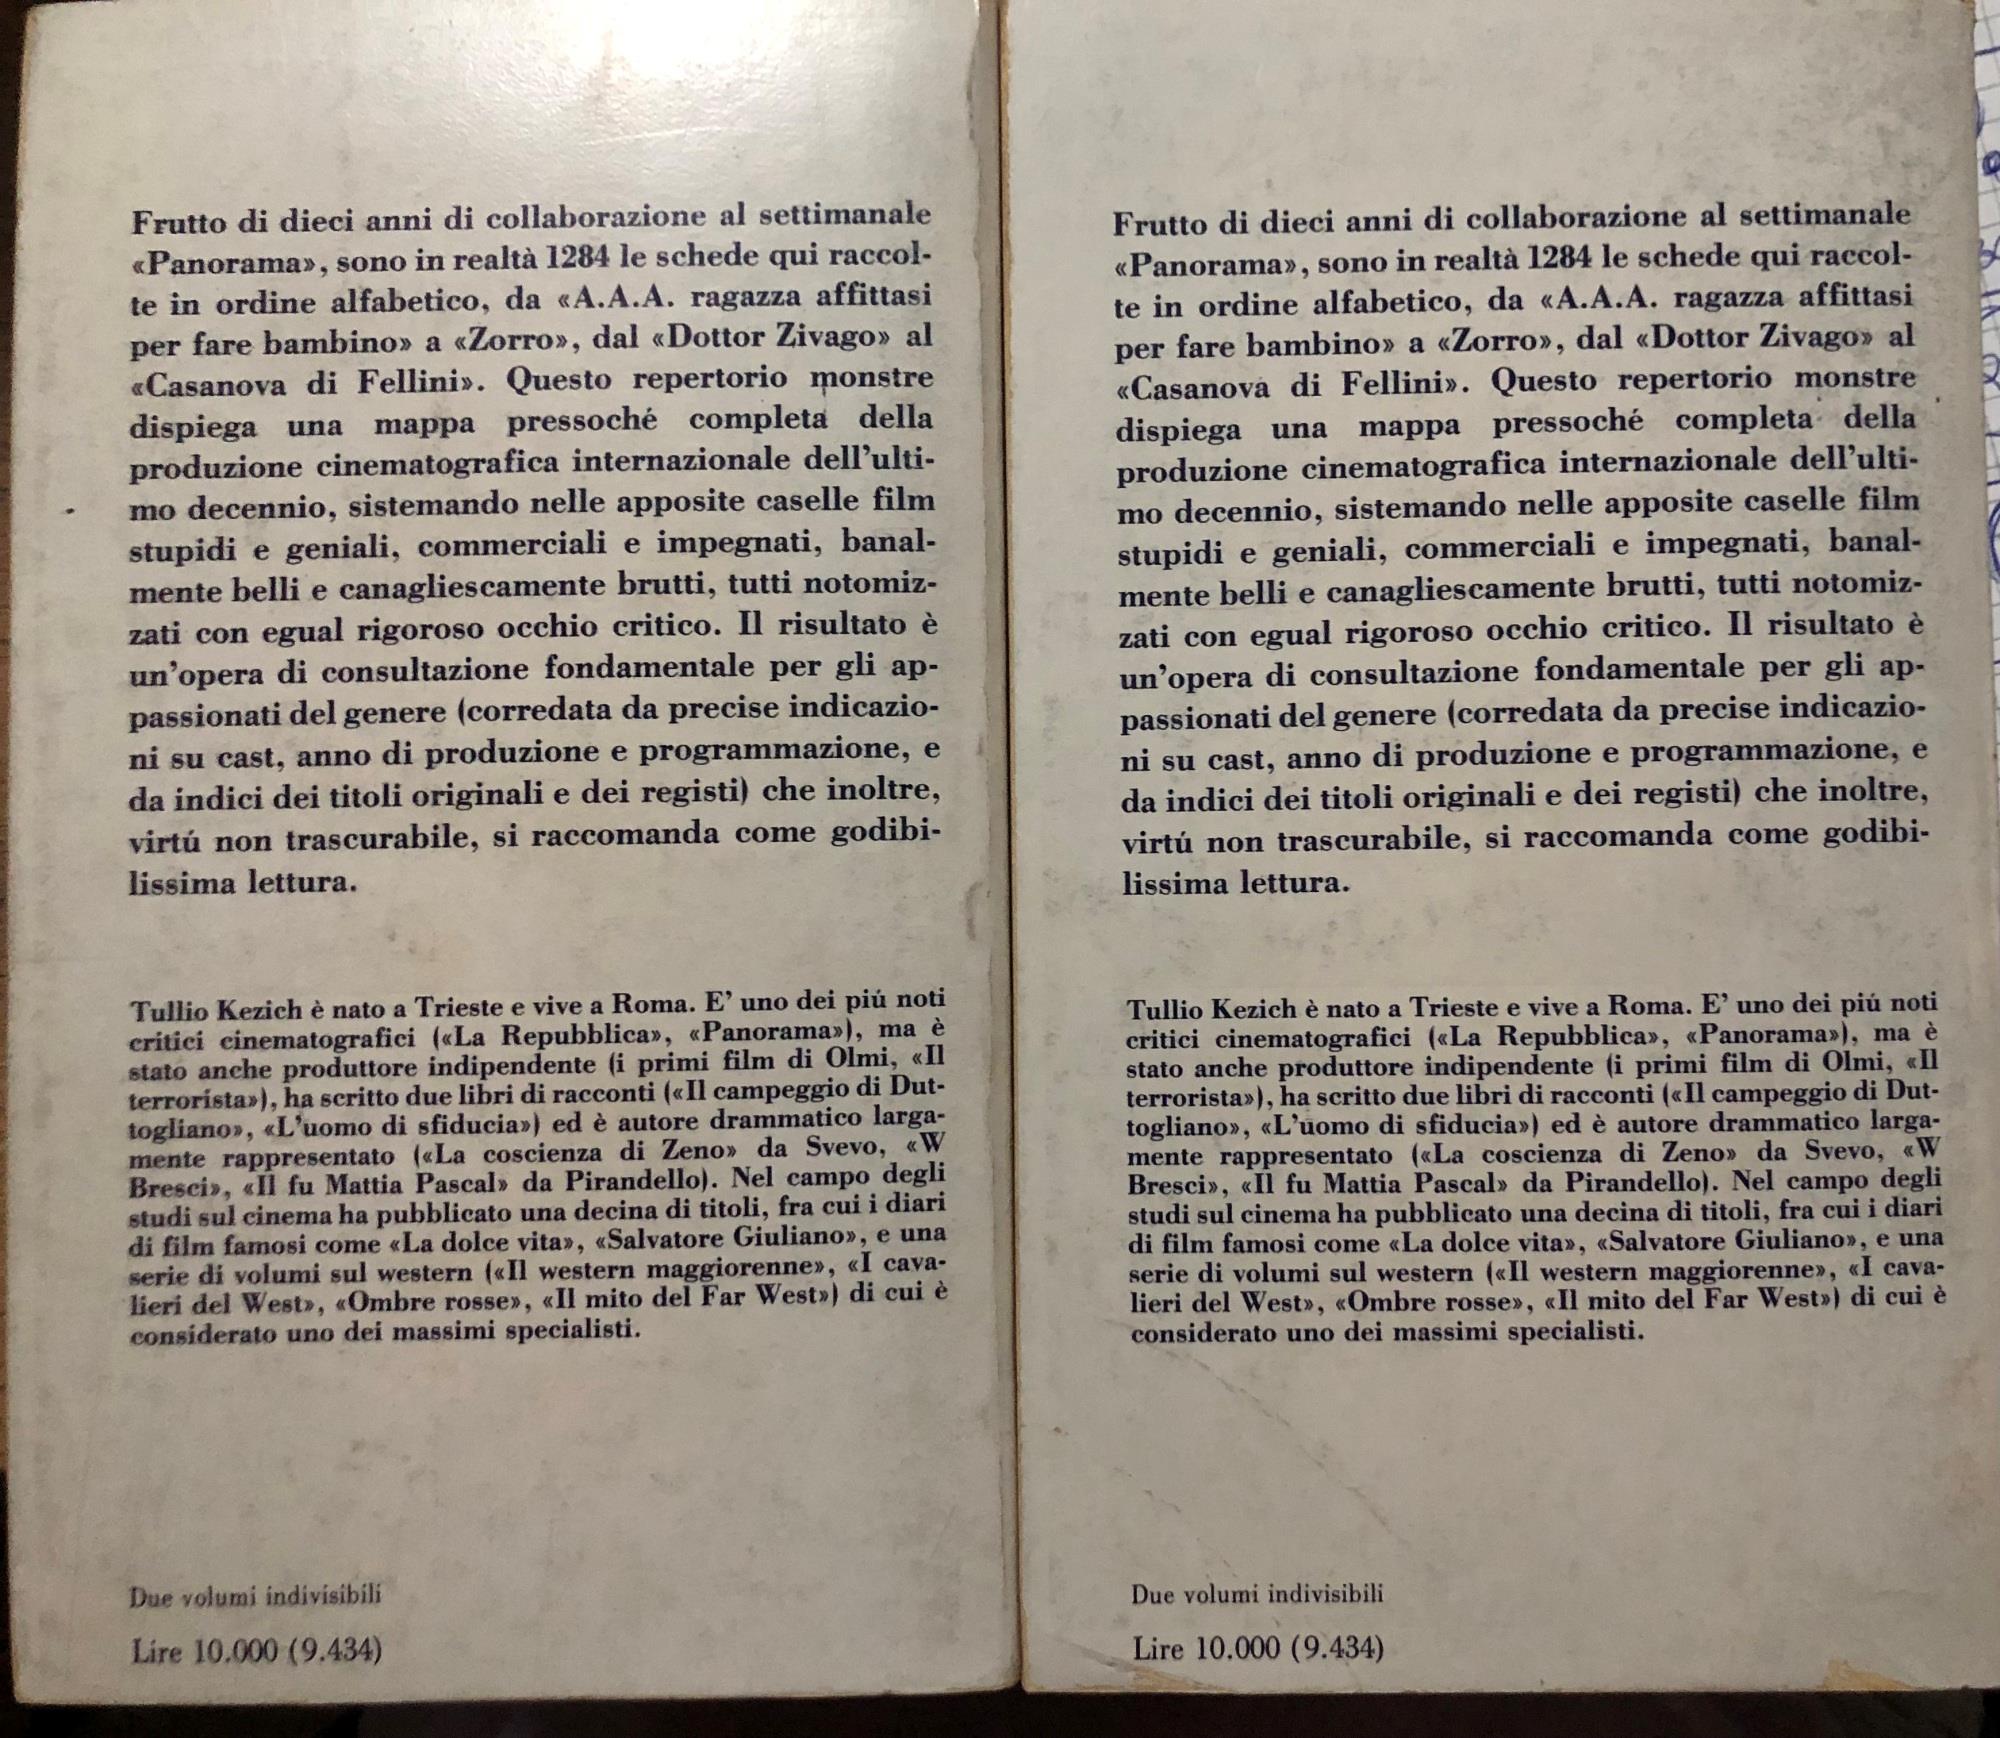 Frutto di dieci anni di collaborazione al settimanale
«Panorama», sono in realtà 1284 le schede qui raccol-
te in ordine alfabetico, da «A.A.A. ragazza affittasi
per fare bambino» a «Zorro», dal «Dottor Zivago» al
«Casanova di Fellini». Questo repertorio monstre
dispiega una mappa pressoché completa della
produzione cinematografica internazionale dell'ulti-
mo decennio, sistemando nelle apposite caselle film
stupidi e geniali, commerciali e impegnati, banal-
mente belli e canagliescamente brutti, tutti notomiz-
zati con egual rigoroso occhio critico. Il risultato è
un'opera di consultazione fondamentale per gli ap-
passionati del genere (corredata da precise indicazio-
ni su cast, anno di produzione e programmazione, e
da indici dei titoli originali e dei registi) che inoltre,
virtú non trascurabile, si raccomanda come godibi-
lissima lettura.
Tullio Kezich è nato a Trieste e vive a Roma. E' uno dei piú noti
critici cinematografici («La Repubblica», «Panorama»), ma è
stato anche produttore indipendente (i primi film di Olmi, «Il
terrorista»), ha scritto due libri di racconti («Il campeggio di Dut-
togliano», «L'uomo di sfiducia») ed è autore drammatico larga-
mente rappresentato («La coscienza di Zeno» da Svevo, «W
Bresci», «Il fu Mattia Pascal» da Pirandello). Nel campo degli
studi sul cinema ha pubblicato una decina di titoli, fra cui i diari
di film famosi come «La dolce vita», «Salvatore Giuliano», e una
serie di volumi sul western («Il western maggiorenne», «I cava-
lieri del West», «Ombre rosse», «Il mito del Far West») di cui è
considerato uno dei massimi specialisti.
Due volumi indivisibili
Lire 10.000 (9.434)
Frutto di dieci anni di collaborazione al settimanale
«Panorama», sono in realtà 1284 le schede qui raccol-
te in ordine alfabetico, da «A.A.A. ragazza affittasi
per fare bambino» a «Zorro», dal «Dottor Zivago» al
«Casanova di Fellini». Questo repertorio monstre
dispiega una mappa pressoché completa della
produzione cinematografica internazionale dell'ulti-
mo decennio, sistemando nelle apposite caselle film
stupidi e geniali, commerciali e impegnati, banal-
mente belli e canagliescamente brutti, tutti notomiz-
zati con egual rigoroso occhio critico. Il risultato è
un'opera di consultazione fondamentale per gli ap-
passionati del genere (corredata da precise indicazio-
ni su cast, anno di produzione e programmazione, e
da indici dei titoli originali e dei registi) che inoltre,
virtú non trascurabile, si raccomanda come godibi-
lissima lettura.
Tullio Kezich è nato a Trieste e vive a Roma. E' uno dei piú noti
critici cinematografici («La Repubblica», «Panorama»), ma è
stato anche produttore indipendente (i primi film di Olmi, «Il
terrorista»), ha scritto due libri di racconti («Il campeggio di Dut-
togliano», «L'uomo di sfiducia») ed è autore drammatico larga-
mente rappresentato («La coscienza di Zeno» da Svevo, «W
Bresci», «Il fu Mattia Pascal» da Pirandello). Nel campo degli
studi sul cinema ha pubblicato una decina di titoli, fra cui i diari
di film famosi come «La dolce vita», «Salvatore Giuliano», e una
serie di volumi sul western («Il western maggiorenne», «I cava-
lieri del West», «Ombre rosse», «Il mito del Far West») di cui è
considerato uno dei massimi specialisti.
Due volumi indivisibili
Lire 10.000 (9.434)